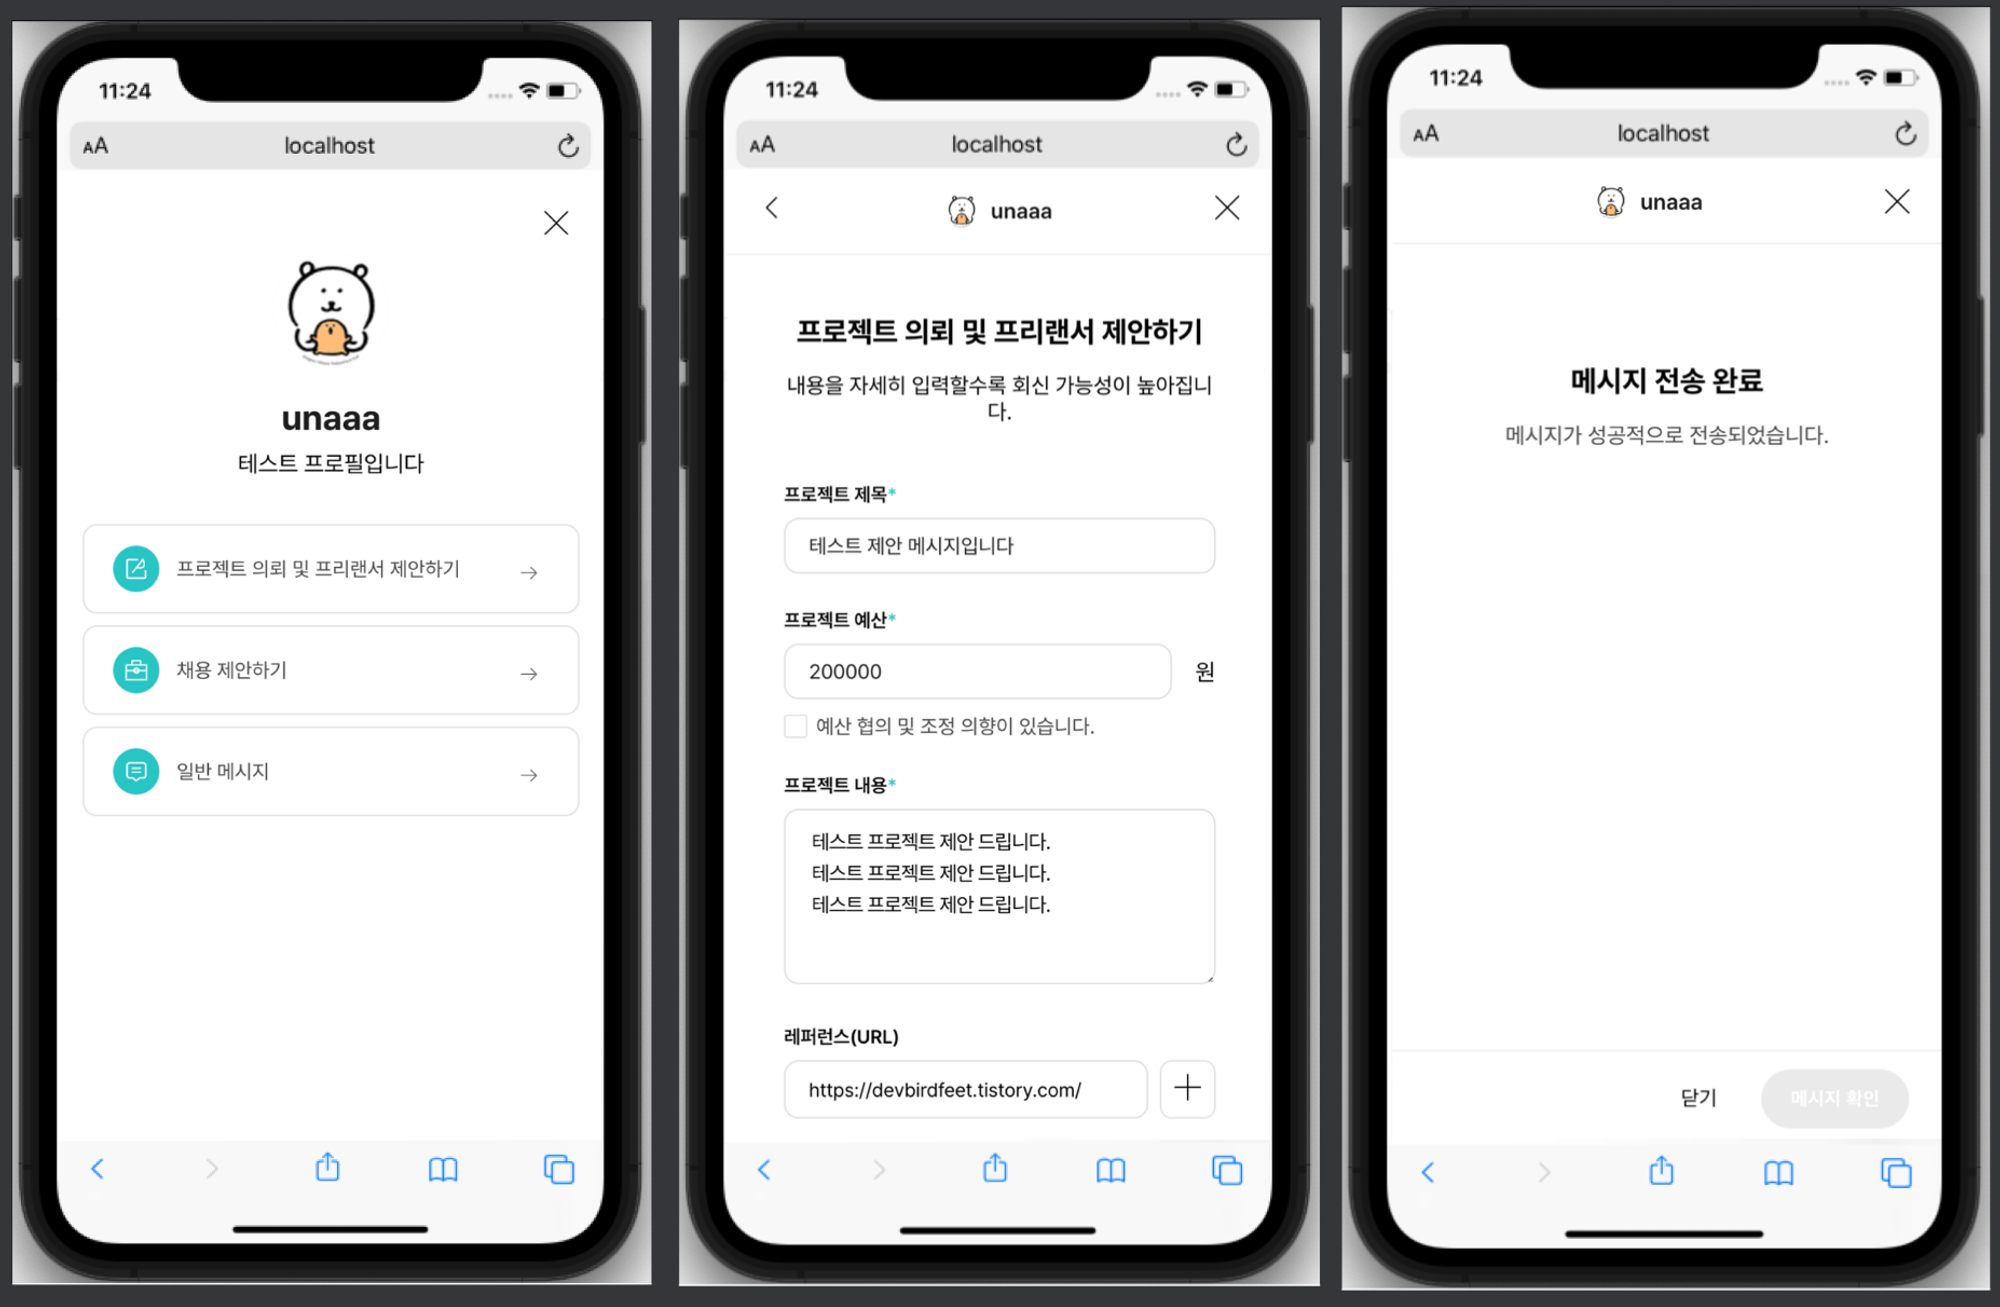 11:24
AA
localhost
unaaa
테스트 프로필입니다
프로젝트 의뢰 및 프리랜서 제안하기
채용 제안하기
일반 메시지
11:24
AA
localhost
unaaa
프로젝트 의뢰 및 프리랜서 제안하기
내용을 자세히 입력할수록 회신 가능성이 높아집니
다.
프로젝트 제목*
테스트 제안 메시지입니다
프로젝트 예산*
200000 원
예산 협의 및 조정 의향이 있습니다.
프로젝트 내용*
테스트 프로젝트 제안 드립니다.
테스트 프로젝트 제안 드립니다.
테스트 프로젝트 제안 드립니다.
레퍼런스(URL)
https://devbirdfeet.tistory.com/
11:24
AA
localhost
unaaa
메시지 전송 완료
메시지가 성공적으로 전송되었습니다.
닫기 메시지 확인